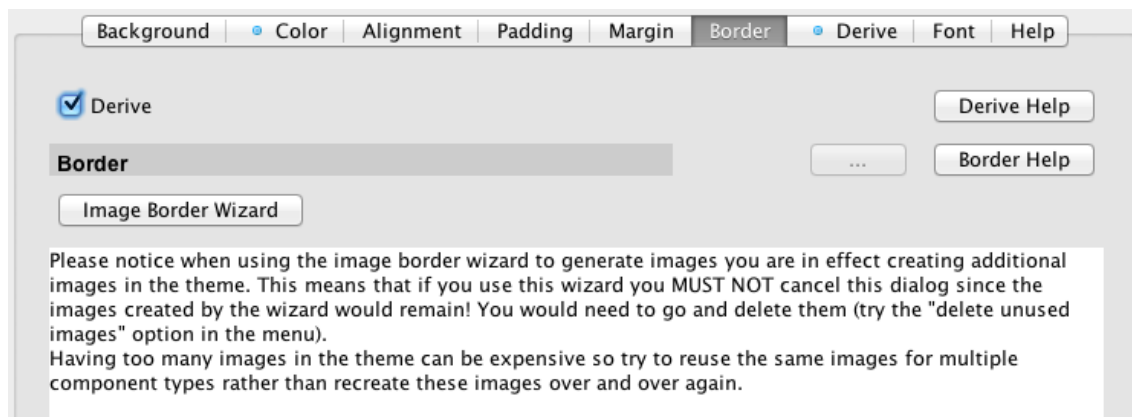 Background Color Alignment Padding Margin Border Derive Font Help
Derive Derive Help
Border ... Border Help
Image Border Wizard
Please notice when using the image border wizard to generate images you are in effect creating additional
images in the theme. This means that if you use this wizard you MUST NOT cancel this dialog since the
images created by the wizard would remain! You would need to go and delete them (try the "delete unused
images" option in the menu).
Having too many images in the theme can be expensive so try to reuse the same images for multiple
component types rather than recreate these images over and over again.